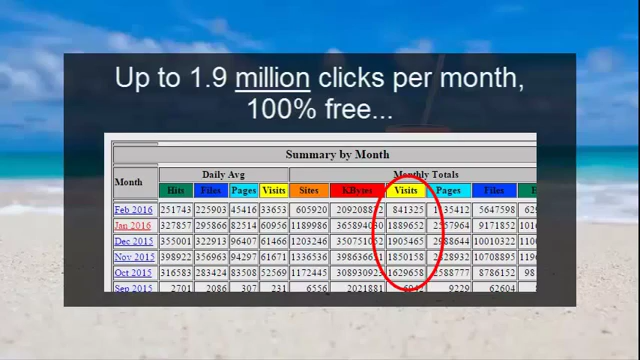 Up to 1.9 million clicks per month,
100% free...
Summary by Month
Month Daily Avg Monthly Totals
Hits Files Pages Visits Sites KBytes Visits Pages Files
Feb 2016 251743 225903 45416 33653 605920 841325 5647598
Jan 2016 327857 295866 82514 60956 1189986 1889652 9171852
Dec 2015 355001 322913 96407 61466 1203246 1905465 10010322
Nov 2015 398922 356963 94297 61671 1336536 1850158 10708895
Oct 2015 316583 283424 83508 52569 1172445 1629658 2588777 8786152
Sep 2015 2701 2086 307 231 6556 2021881 9229 62604